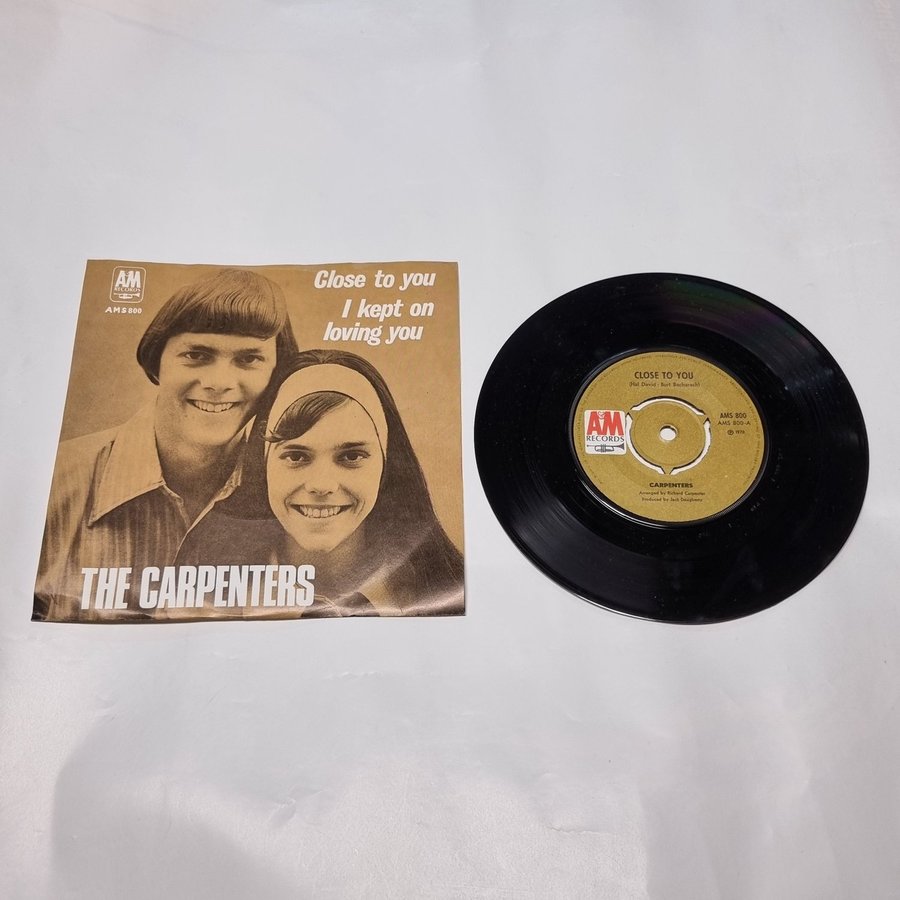 A&M
RECORDS
AMS 800
Close to you
I kept on
loving you
THE CARPENTERS
CLOSE TO YOU
(Hal David - Burt Bacharach)
A&M
RECORDS
AMS 800
AMS 800-A
℗ 1970
CARPENTERS
Arranged by Richard Carpenter
Produced by Jack Daugherty